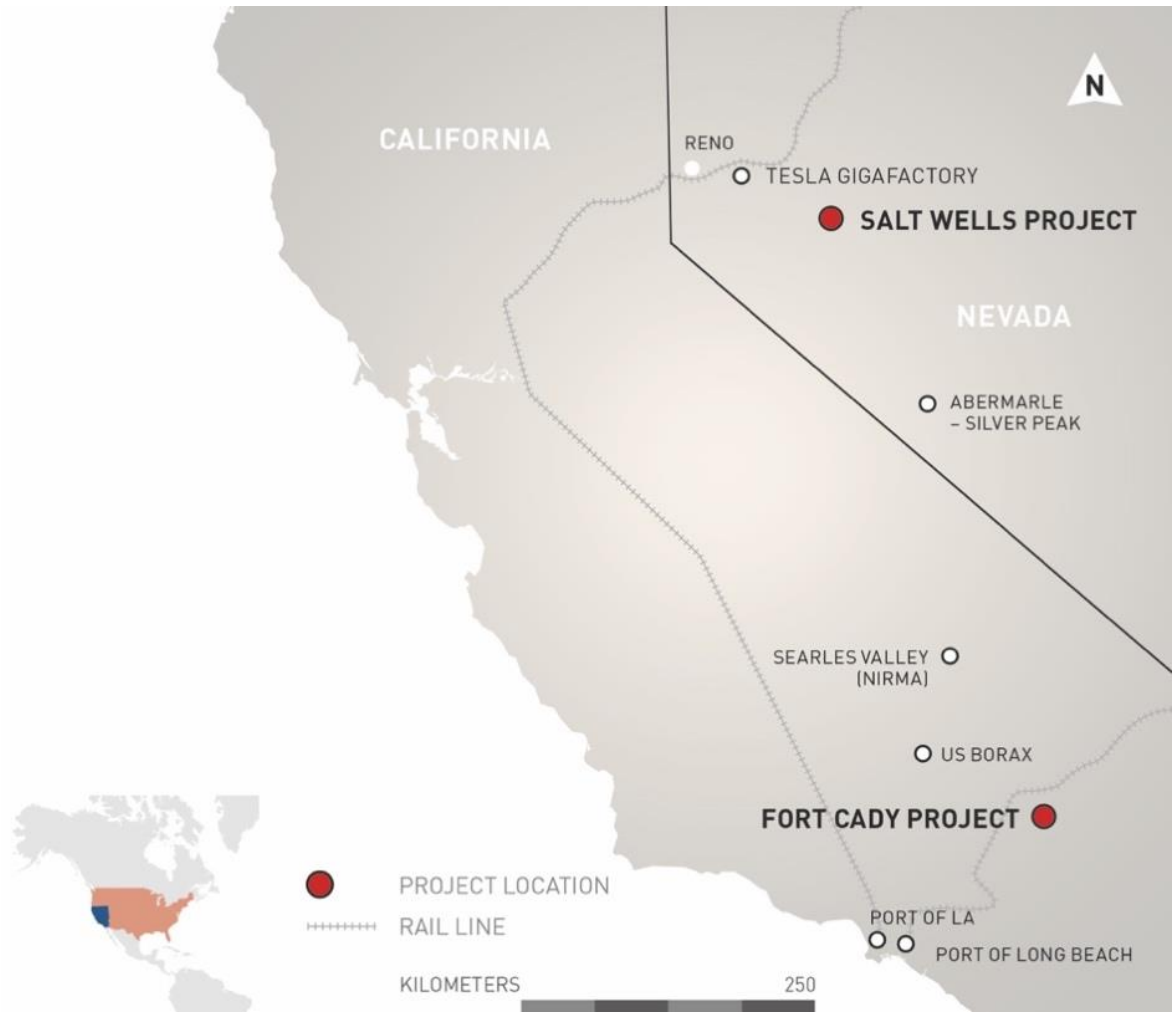 N
CALIFORNIA
RENO
TESLA GIGAFACTORY
SALT WELLS PROJECT
NEVADA
ABERMARLE
– SILVER PEAK
SEARLES VALLEY
(NIRMA)
US BORAX
FORT CADY PROJECT
PROJECT LOCATION
RAIL LINE
PORT OF LA
PORT OF LONG BEACH
KILOMETERS 250